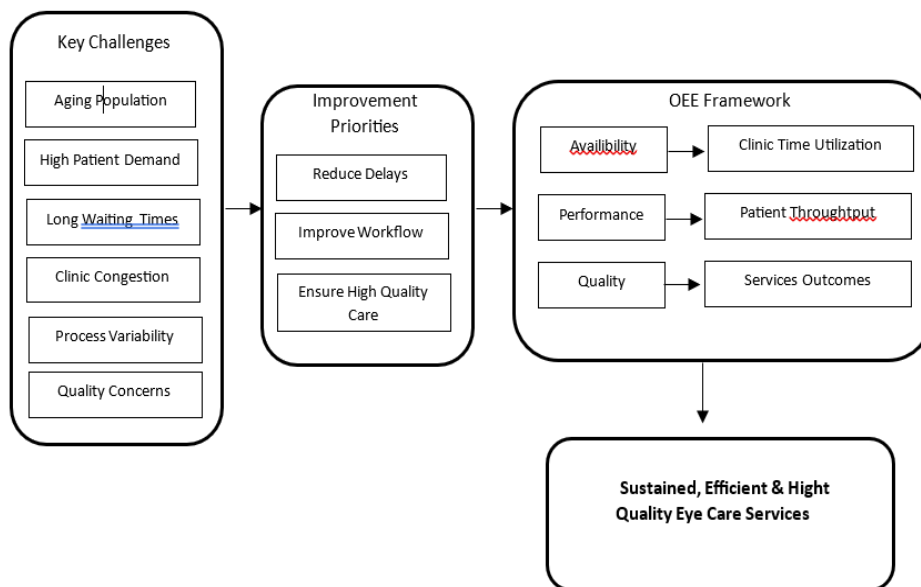 Key Challenges
Aging Population
High Patient Demand
Long Waiting Times
Clinic Congestion
Process Variability
Quality Concerns
Improvement
Priorities
Reduce Delays
Improve Workflow
Ensure High Quality
Care
OEE Framework
Availibility
Clinic Time Utilization
Performance
Patient Throughtput
Quality
Services Outcomes
Sustained, Efficient & Hight
Quality Eye Care Services